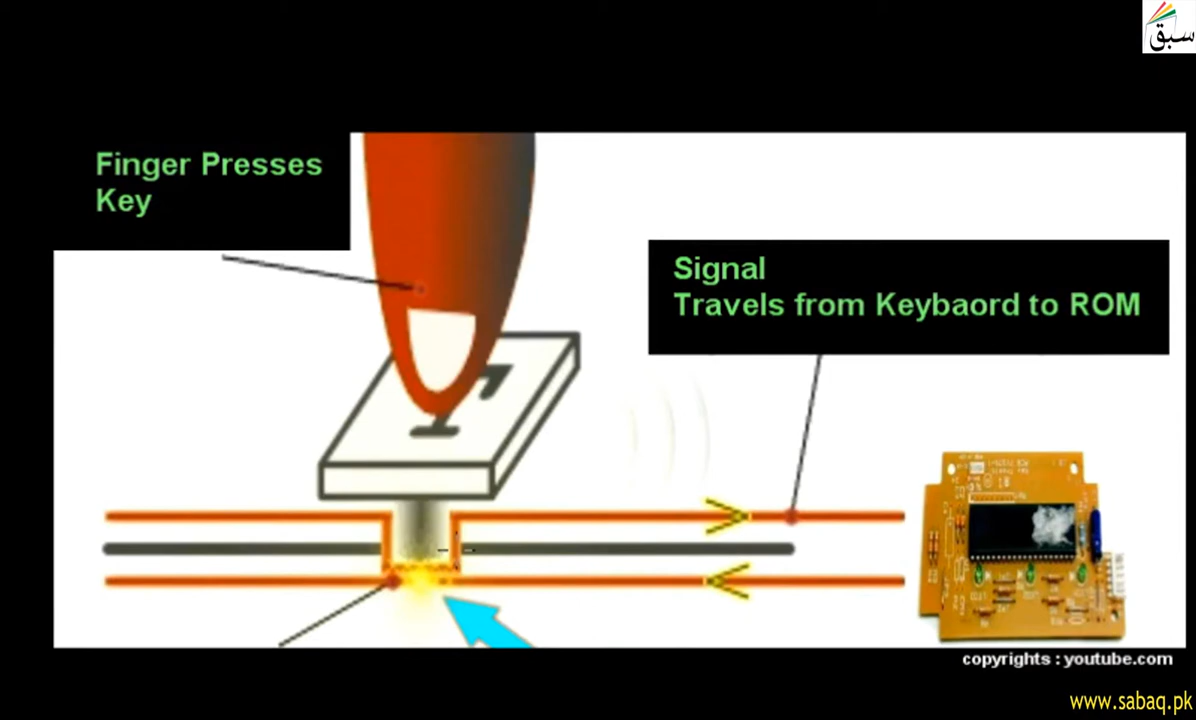 سبق
Finger Presses
Key
Signal
Travels from Keybaord to ROM
copyrights : youtube.com
www.sabaq.pk